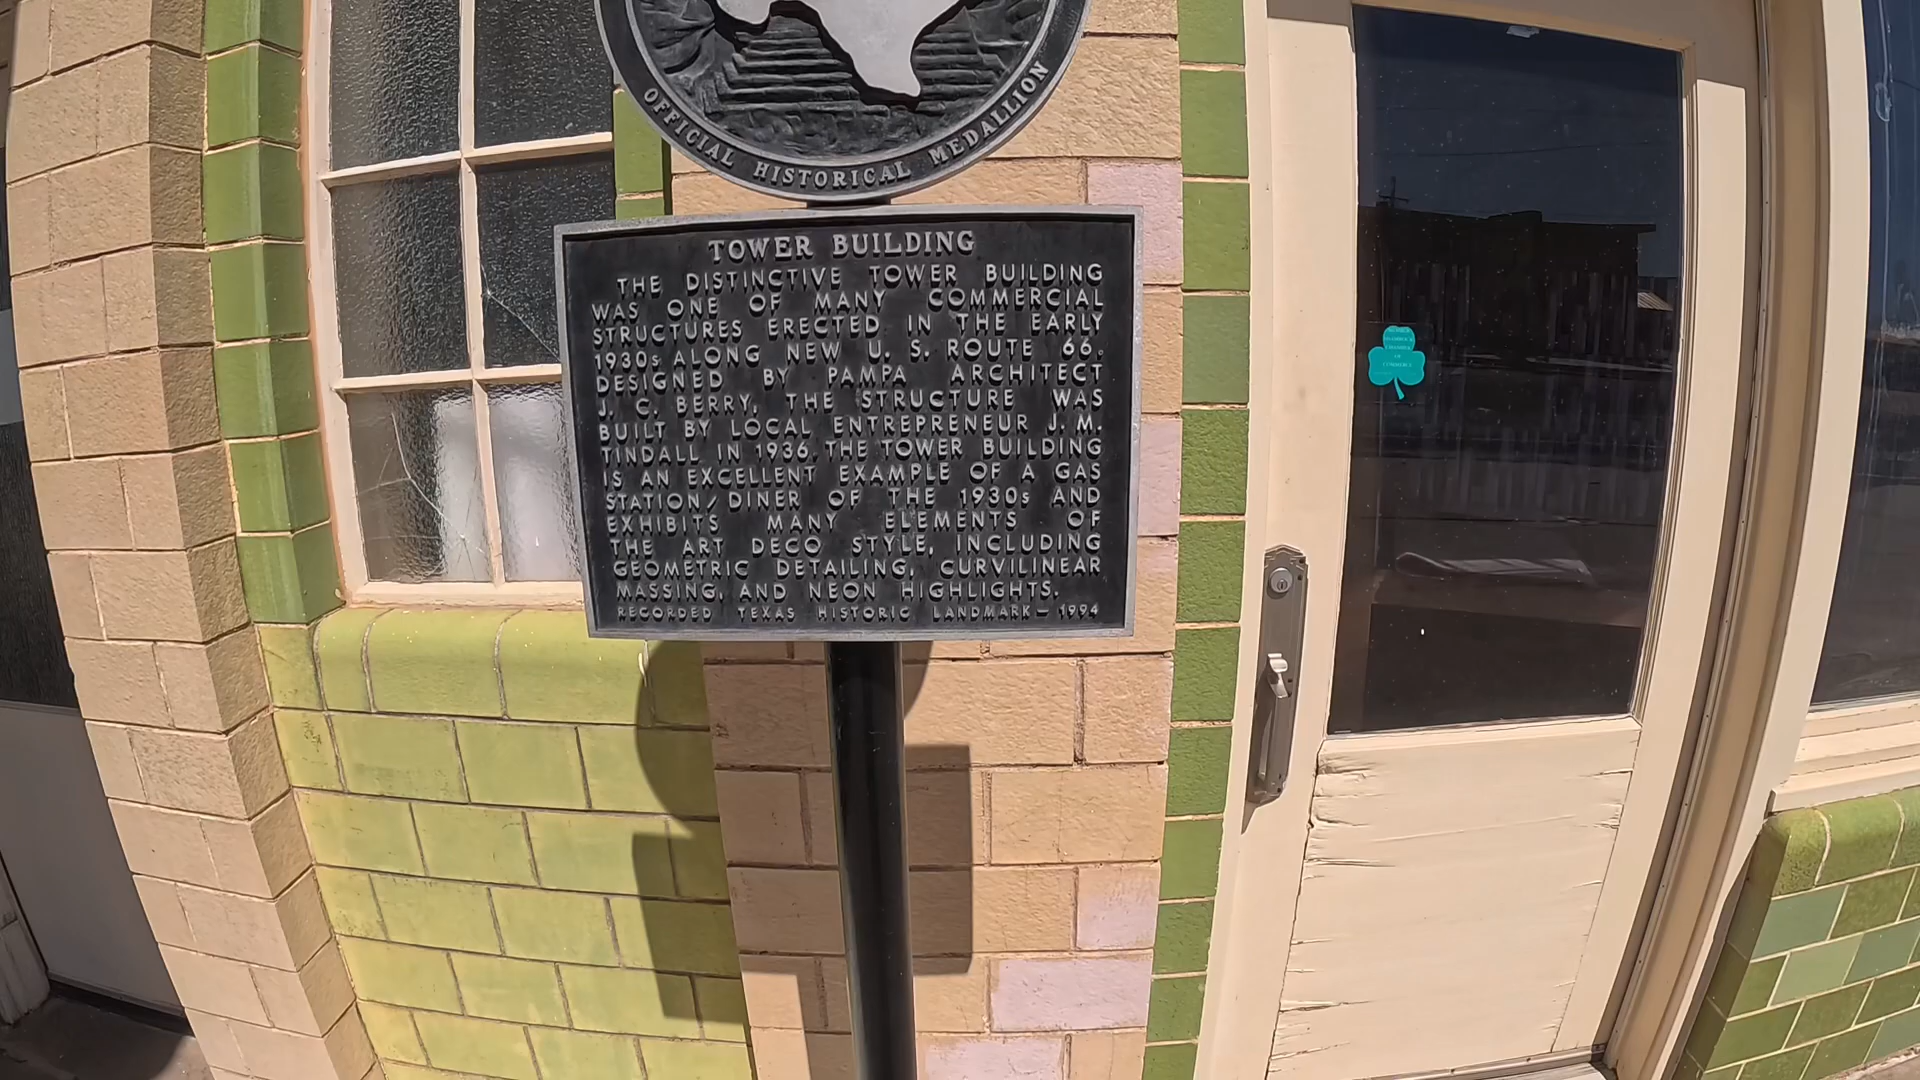 OFFICIAL HISTORICAL MEDALLION
TOWER BUILDING
THE DISTINCTIVE TOWER BUILDING
WAS ONE OF MANY COMMERCIAL
STRUCTURES ERECTED IN THE EARLY
1930s ALONG NEW U. S. ROUTE 66.
DESIGNED BY PAMPA ARCHITECT
J. C. BERRY, THE STRUCTURE WAS
BUILT BY LOCAL ENTREPRENEUR J. M.
TINDALL IN 1936. THE TOWER BUILDING
IS AN EXCELLENT EXAMPLE OF A GAS
STATION/DINER OF THE 1930s AND
EXHIBITS MANY ELEMENTS OF
THE ART DECO STYLE, INCLUDING
GEOMETRIC DETAILING, CURVILINEAR
MASSING, AND NEON HIGHLIGHTS.
RECORDED TEXAS HISTORIC LANDMARK — 1994
CHAMBER
OF
COMMERCE